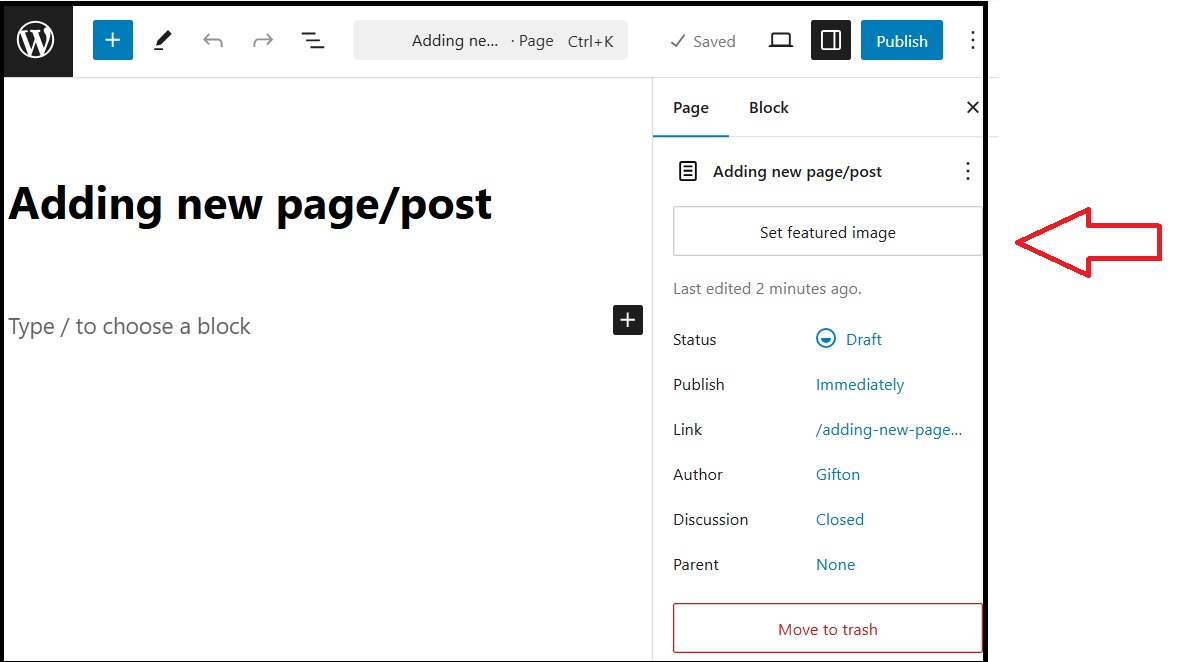 Adding ne... · Page Ctrl+K
Saved
Publish
Page Block
Adding new page/post
Adding new page/post
Set featured image
Last edited 2 minutes ago.
Type / to choose a block
Status Draft
Publish Immediately
Link /adding-new-page...
Author Gifton
Discussion Closed
Parent None
Move to trash